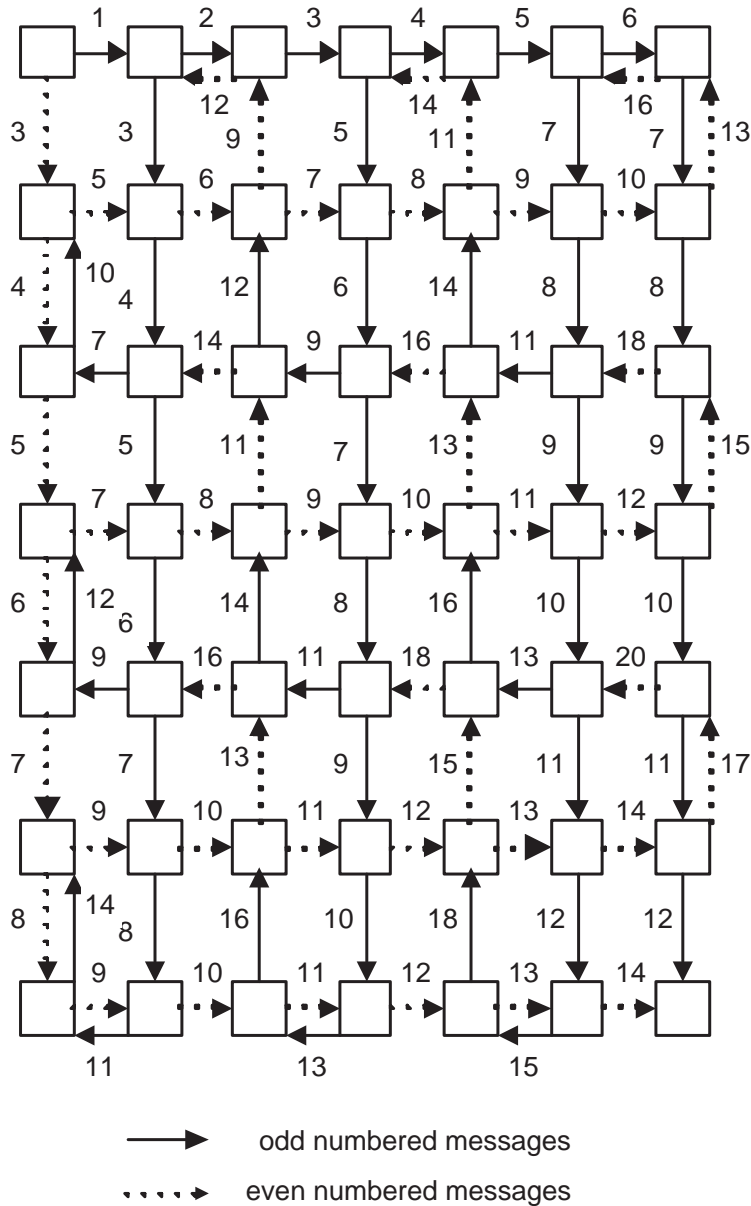 1 2 3 4 5 6
12 14 16
3 3 9 5 11 7 7 13
5 6 7 8 9 10
4 10 4 12 6 14 8 8
7 14 9 16 11 18
5 5 11 7 13 9 9 15
7 8 9 10 11 12
6 12 6 14 8 16 10 10
9 16 11 18 13 20
7 7 13 9 15 11 11 17
9 10 11 12 13 14
8 14 8 16 10 18 12 12
9 10 11 12 13 14
11 13 15
odd numbered messages
even numbered messages